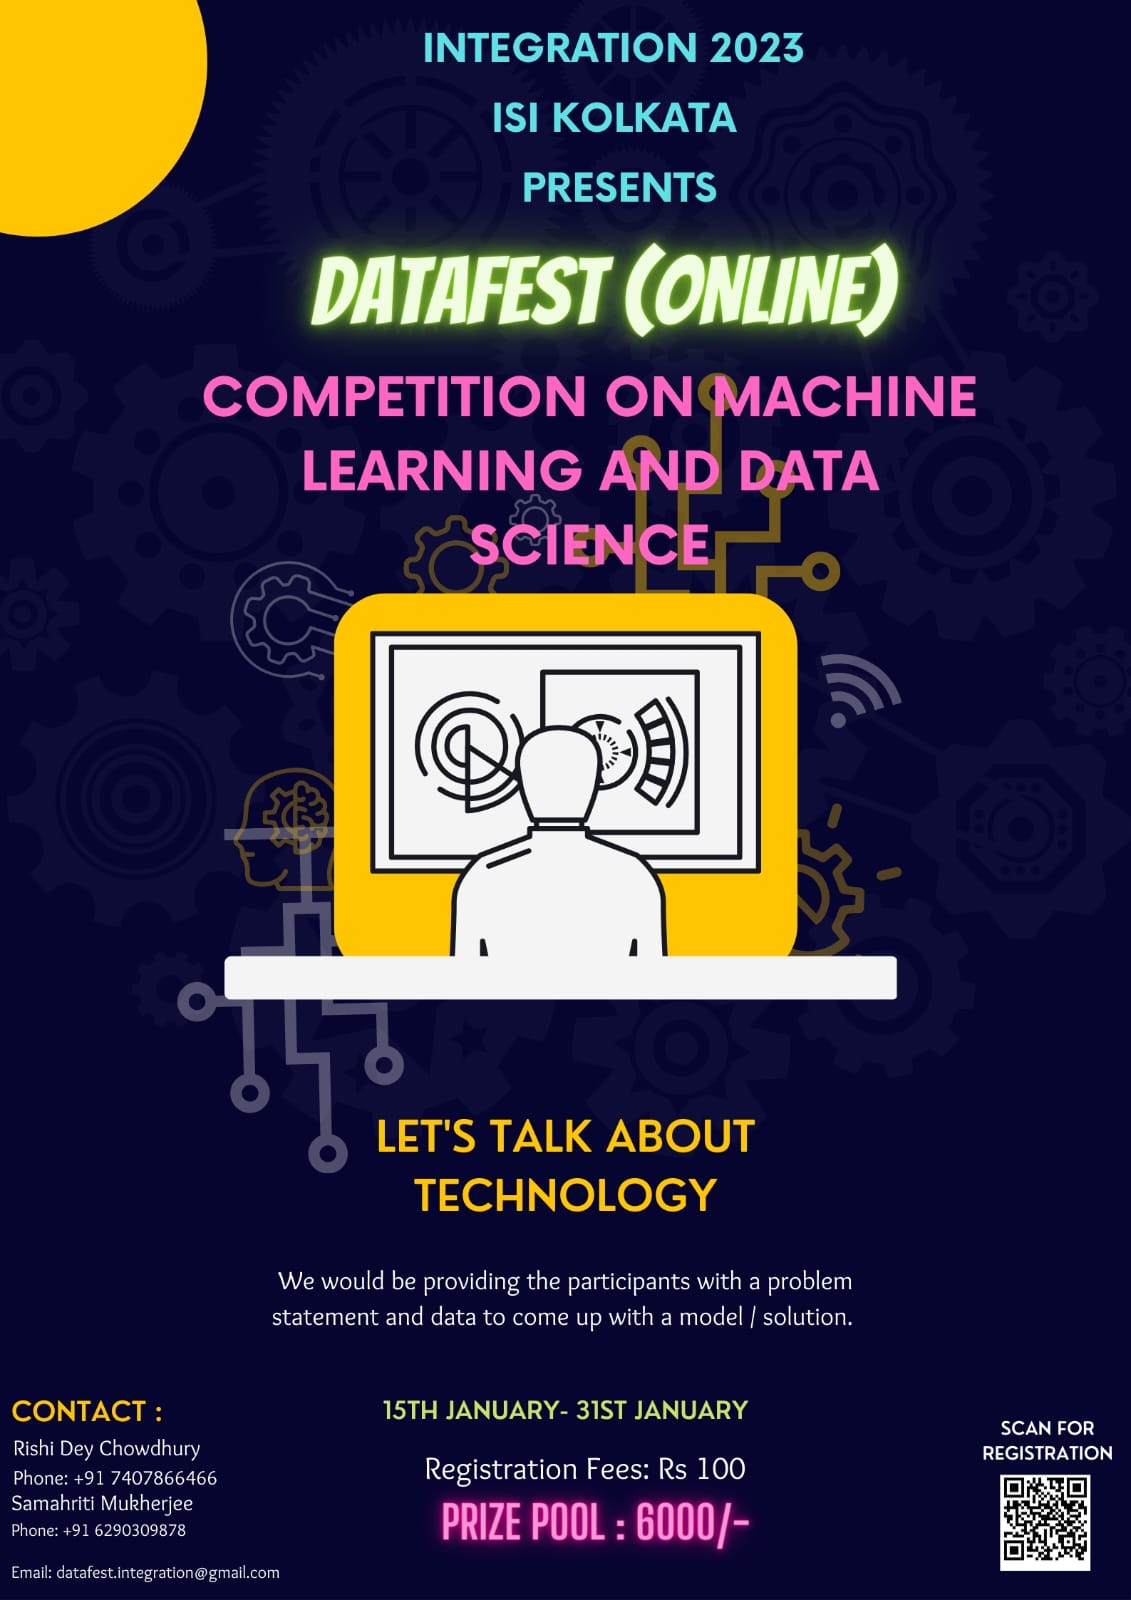 INTEGRATION 2023
ISI KOLKATA
PRESENTS
DATAFEST (ONLINE)
COMPETITION ON MACHINE
LEARNING AND DATA
SCIENCE
LET'S TALK ABOUT
TECHNOLOGY
We would be providing the participants with a problem
statement and data to come up with a model / solution.
CONTACT :
Rishi Dey Chowdhury
Phone: +91 7407866466
Samahriti Mukherjee
Phone: +91 6290309878
Email: datafest.integration@gmail.com
15TH JANUARY- 31ST JANUARY
Registration Fees: Rs 100
PRIZE POOL : 6000/-
SCAN FOR
REGISTRATION